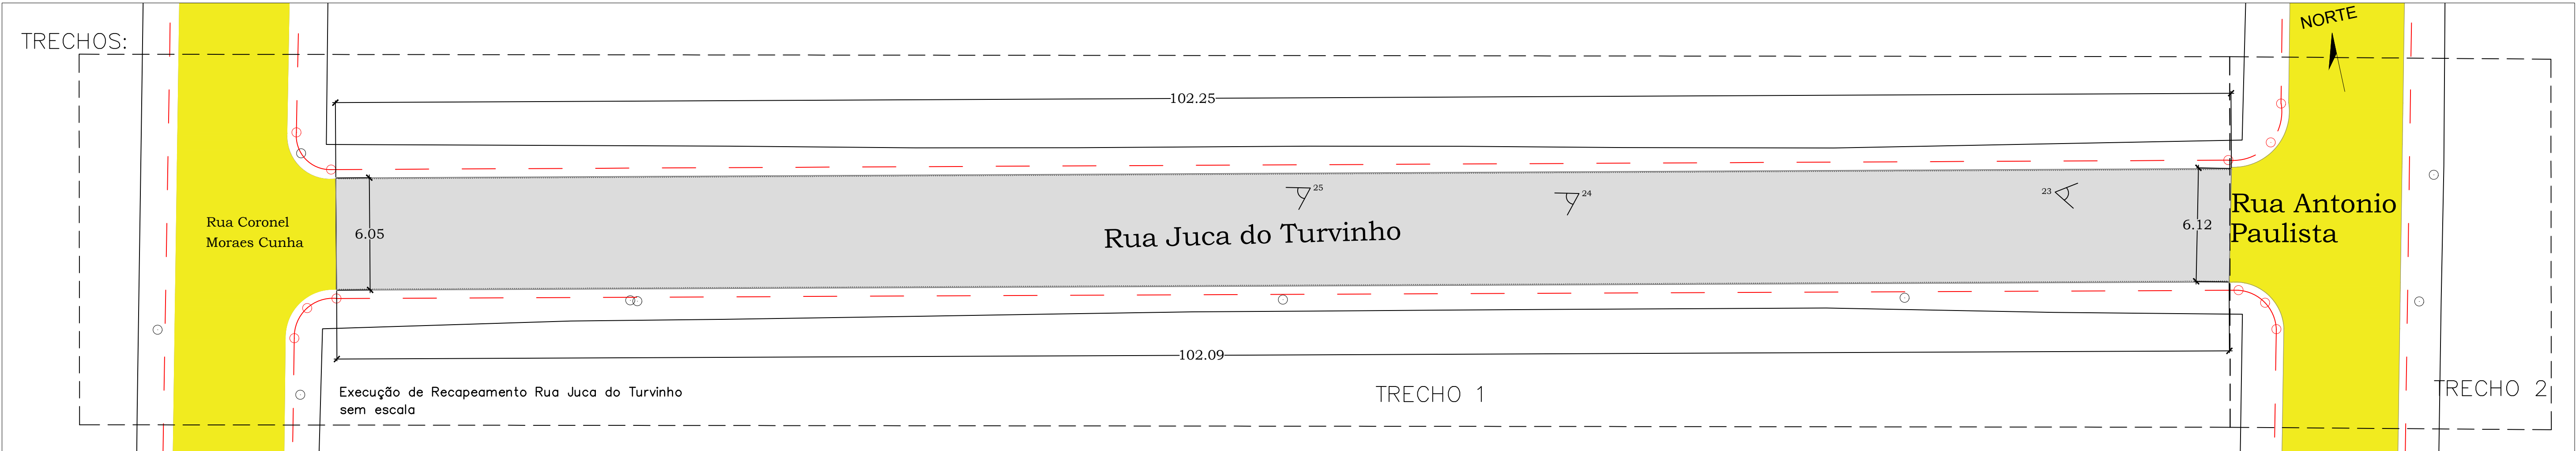 TRECHOS:
NORTE
102.25
25
24
23
Rua Coronel
Moraes Cunha
6.05
Rua Juca do Turvinho
6.12
Rua Antonio
Paulista
102.09
Execução de Recapeamento Rua Juca do Turvinho
sem escala
TRECHO 1
TRECHO 2